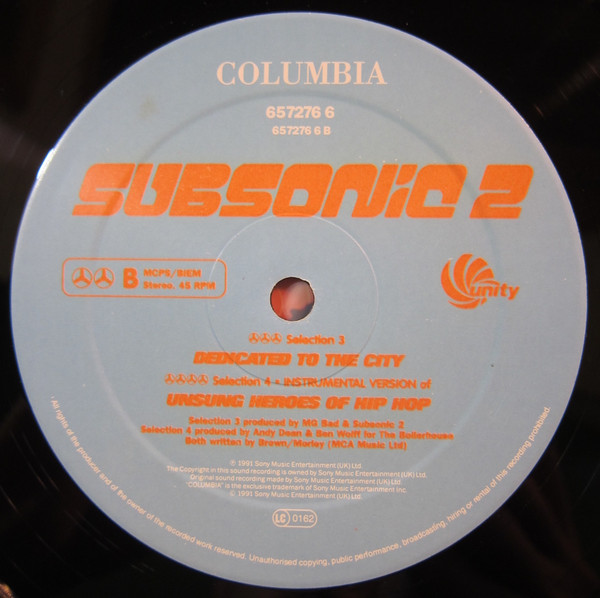 COLUMBIA
657276 6
657276 6 B
SUBSONIC 2
B MCPS/BIEM
Stereo. 45 RPM
unity
Selection 3
DEDICATED TO THE CITY
Selection 4 • INSTRUMENTAL VERSION of
UNSUNG HEROES OF HIP HOP
Selection 3 produced by MG Bad & Subsonic 2
Selection 4 produced by Andy Dean & Ben Wolff for The Boilerhouse
Both written by Brown/Morley (MCA Music Ltd)
℗ 1991 Sony Music Entertainment (UK) Ltd.
The Copyright in this sound recording is owned by Sony Music Entertainment (UK) Ltd.
Original sound recording made by Sony Music Entertainment (UK) Ltd.
'COLUMBIA' is the exclusive trademark of Sony Music Entertainment Inc.
© 1991 Sony Music Entertainment (UK) Ltd.
LC 0162
All rights of the producer and of the owner of the recorded work reserved. Unauthorised copying, public performance, broadcasting, hiring or rental of this recording prohibited.